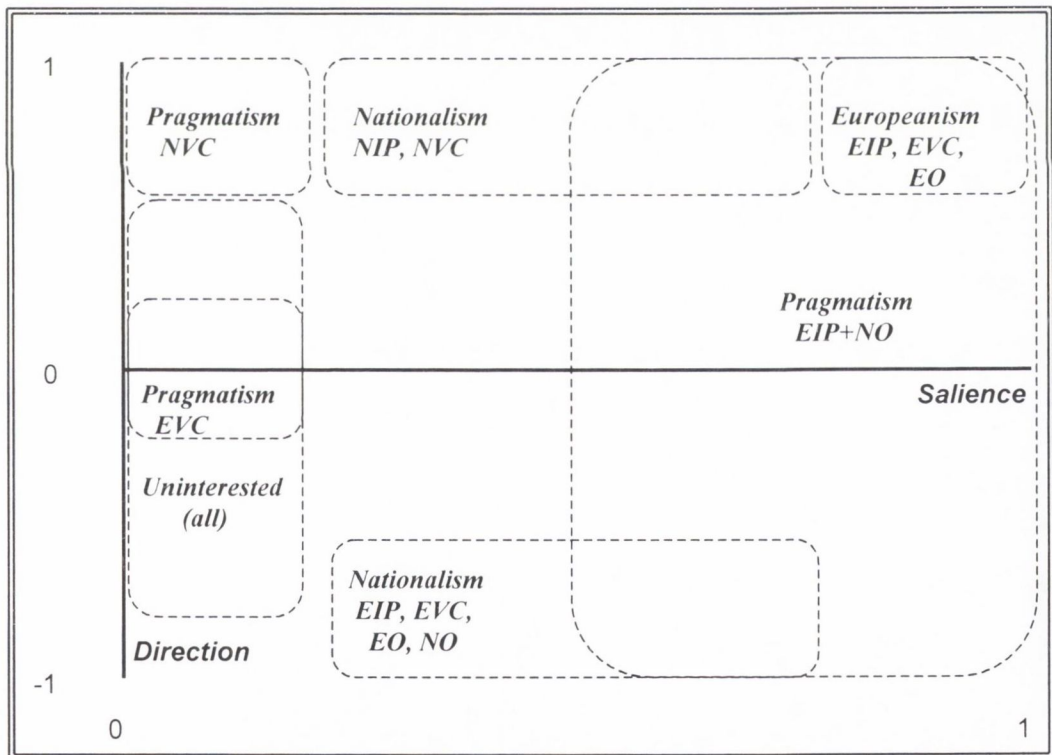 1
Pragmatism
NVC
Nationalism
NIP, NVC
Europeanism
EIP, EVC,
EO
Pragmatism
EIP+NO
0
Salience
Pragmatism
EVC
Uninterested
(all)
Nationalism
EIP, EVC,
EO, NO
Direction
-1
0
1